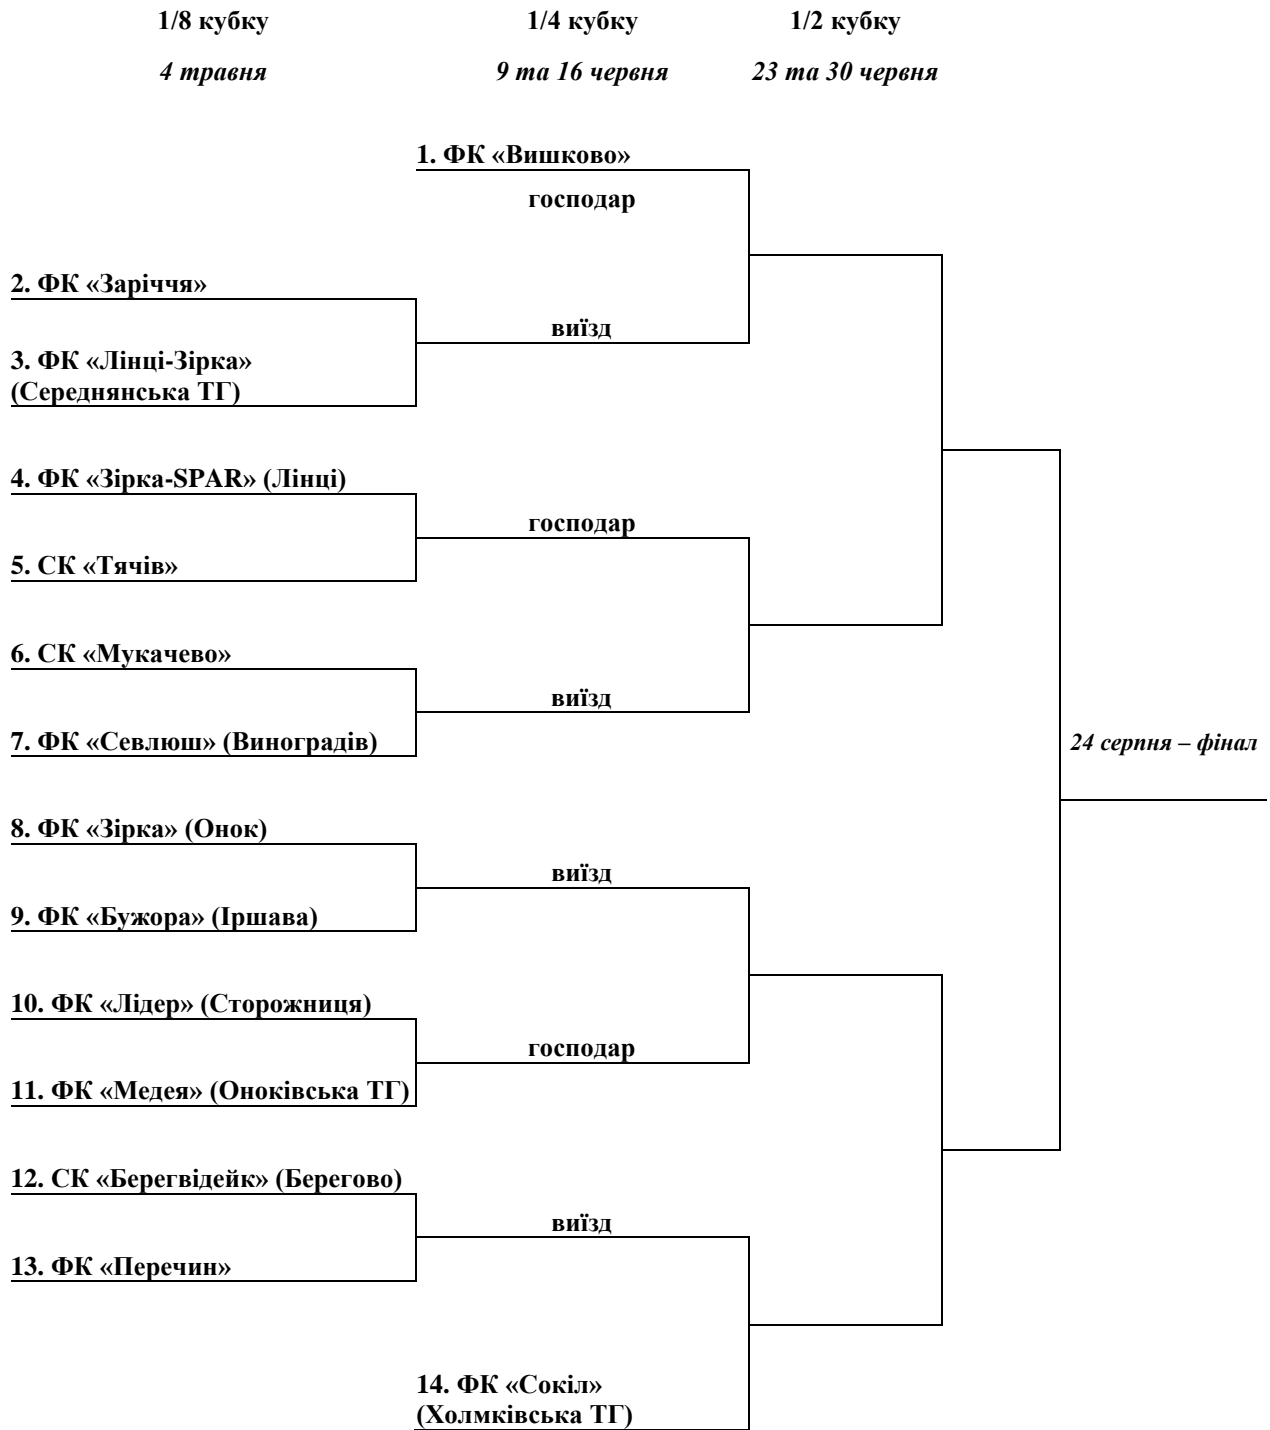 1/8 кубку
1/4 кубку
1/2 кубку
4 травня
9 та 16 червня
23 та 30 червня
1. ФК «Вишково»
господар
2. ФК «Заріччя»
виїзд
3. ФК «Лінці-Зірка»
(Середнянська ТГ)
4. ФК «Зірка-SPAR» (Лінці)
господар
5. СК «Тячів»
6. СК «Мукачево»
виїзд
7. ФК «Севлюш» (Виноградів)
24 серпня – фінал
8. ФК «Зірка» (Онок)
виїзд
9. ФК «Бужора» (Іршава)
10. ФК «Лідер» (Сторожниця)
господар
11. ФК «Медея» (Оноківська ТГ)
12. СК «Берегвідейк» (Берегово)
виїзд
13. ФК «Перечин»
14. ФК «Сокіл»
(Холмківська ТГ)